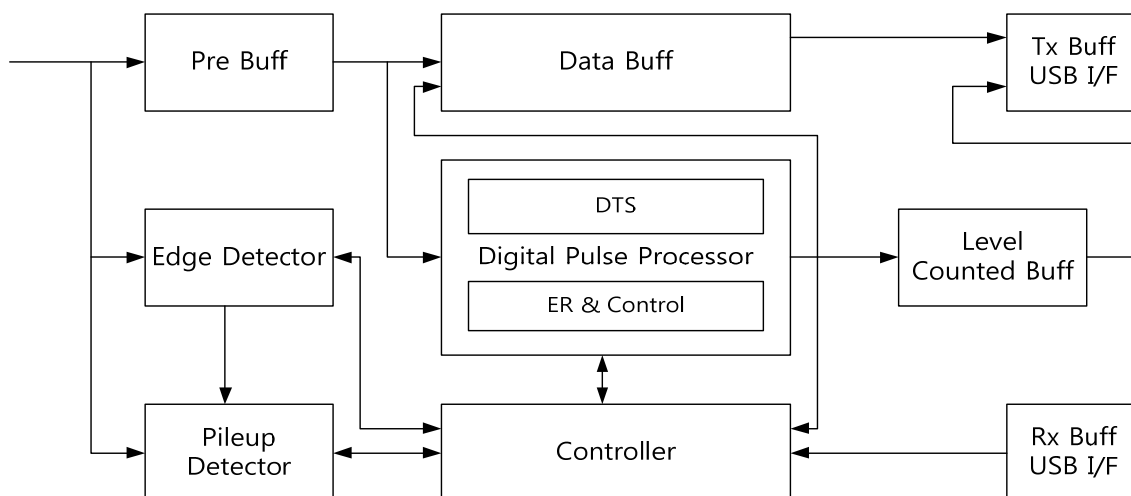 Pre Buff
Data Buff
Tx Buff
USB I/F
DTS
Edge Detector
Digital Pulse Processor
Level
Counted Buff
ER & Control
Pileup
Detector
Controller
Rx Buff
USB I/F